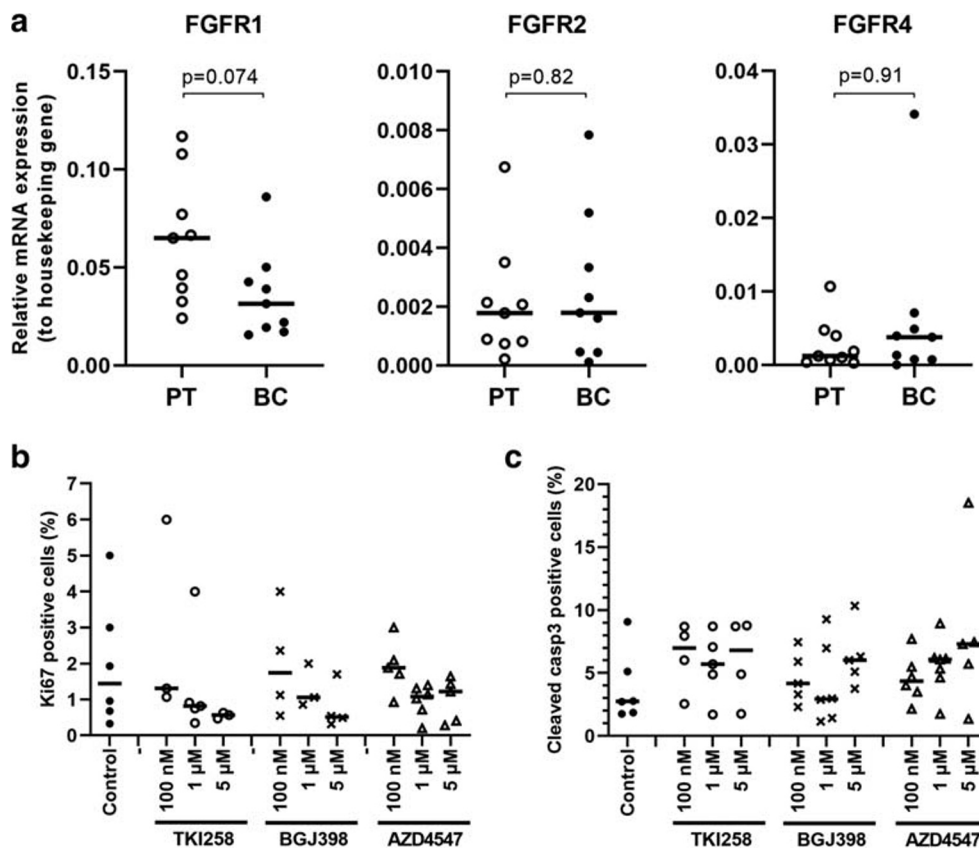 a
FGFR1
FGFR2
FGFR4
Relative mRNA expression
(to housekeeping gene)
0.15
0.10
0.05
0.00
p=0.074
PT
BC
0.010
0.008
0.006
0.004
0.002
0.000
p=0.82
PT
BC
0.04
0.03
0.02
0.01
0.00
p=0.91
PT
BC
b
Ki67 positive cells (%)
7
6
5
4
3
2
1
0
Control
100 nM
1 µM
5 µM
100 nM
1 µM
5 µM
100 nM
1 µM
5 µM
TKI258
BGJ398
AZD4547
c
Cleaved casp3 positive cells (%)
20
15
10
5
0
Control
100 nM
1 µM
5 µM
100 nM
1 µM
5 µM
100 nM
1 µM
5 µM
TKI258
BGJ398
AZD4547